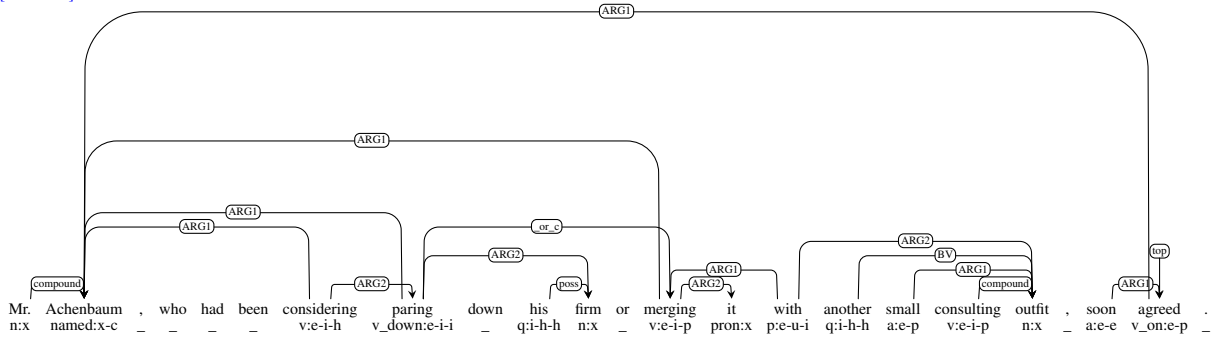 ARG1
ARG1
ARG1
ARG1 _or_c
ARG2 top
ARG2 BV
ARG1 ARG1
compound ARG2 poss ARG2 compound ARG1
Mr. Achenbaum , who had been considering paring down his firm or merging it with another small consulting outfit , soon agreed .
n:x named:x-c _ _ _ _ v:e-i-h v_down:e-i-i _ q:i-h-h n:x _ v:e-i-p pron:x p:e-u-i q:i-h-h a:e-p v:e-i-p n:x _ a:e-e v_on:e-p _